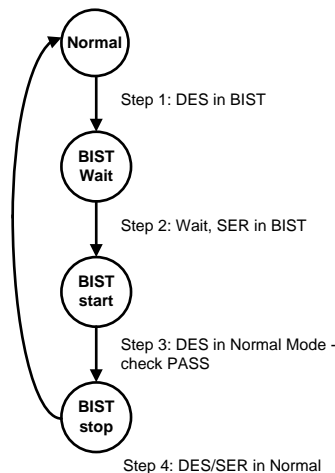 Normal
Step 1: DES in BIST
BIST
Wait
Step 2: Wait, SER in BIST
BIST
start
Step 3: DES in Normal Mode -
check PASS
BIST
stop
Step 4: DES/SER in Normal